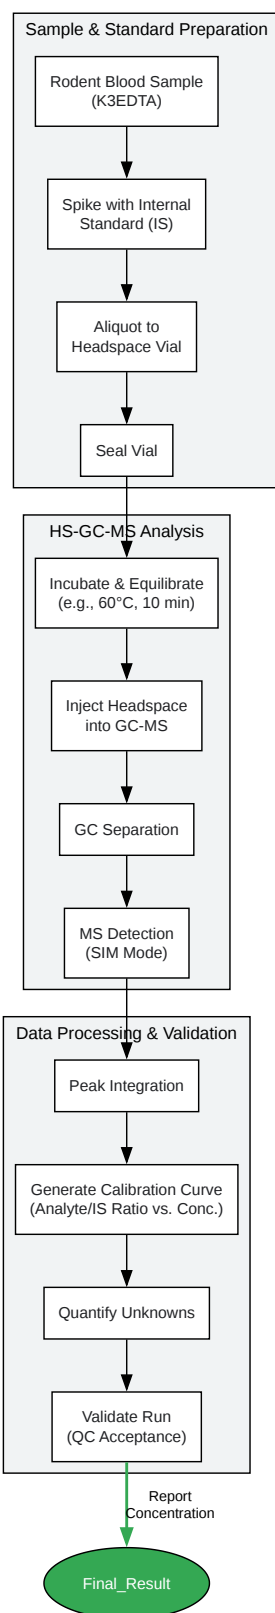 Sample & Standard Preparation
Rodent Blood Sample
(K3EDTA)
Spike with Internal
Standard (IS)
Aliquot to
Headspace Vial
Seal Vial
HS-GC-MS Analysis
Incubate & Equilibrate
(e.g., 60°C, 10 min)
Inject Headspace
into GC-MS
GC Separation
MS Detection
(SIM Mode)
Data Processing & Validation
Peak Integration
Generate Calibration Curve
(Analyte/IS Ratio vs. Conc.)
Quantify Unknowns
Validate Run
(QC Acceptance)
Report
Concentration
Final_Result